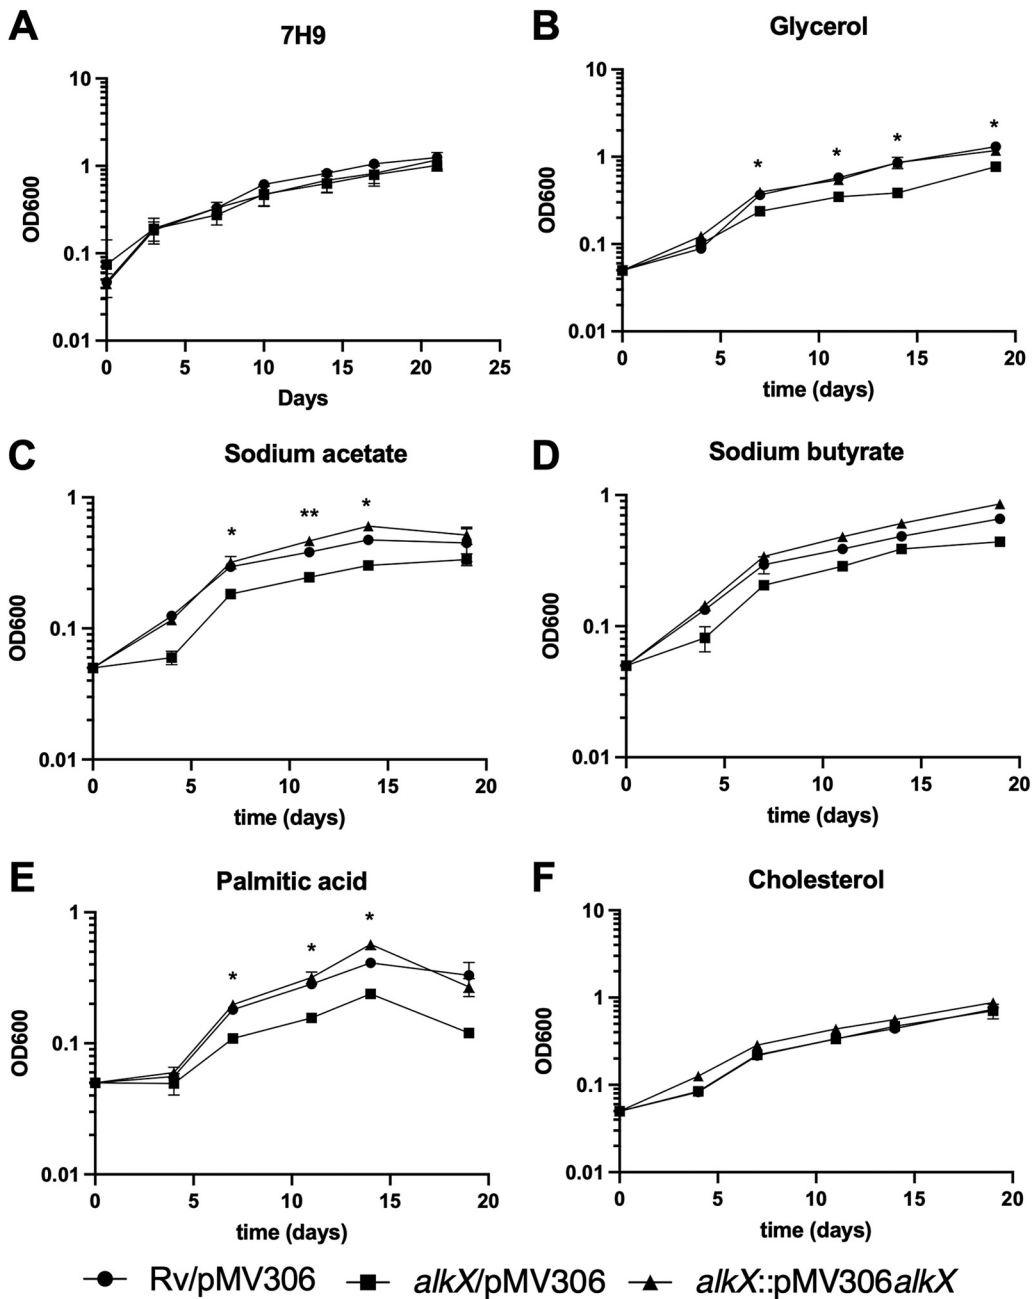 A
7H9
10
1
0.1
0.01
OD600
0 5 10 15 20 25
Days
B
Glycerol
* * * *
10
1
0.1
0.01
OD600
0 5 10 15 20
time (days)
C
Sodium acetate
* ** *
1
0.1
0.01
OD600
0 5 10 15 20
time (days)
D
Sodium butyrate
1
0.1
0.01
OD600
0 5 10 15 20
time (days)
E
Palmitic acid
* * *
1
0.1
0.01
OD600
0 5 10 15 20
time (days)
F
Cholesterol
10
1
0.1
0.01
OD600
0 5 10 15 20
time (days)
Rv/pMV306 alkX/pMV306 alkX::pMV306alkX